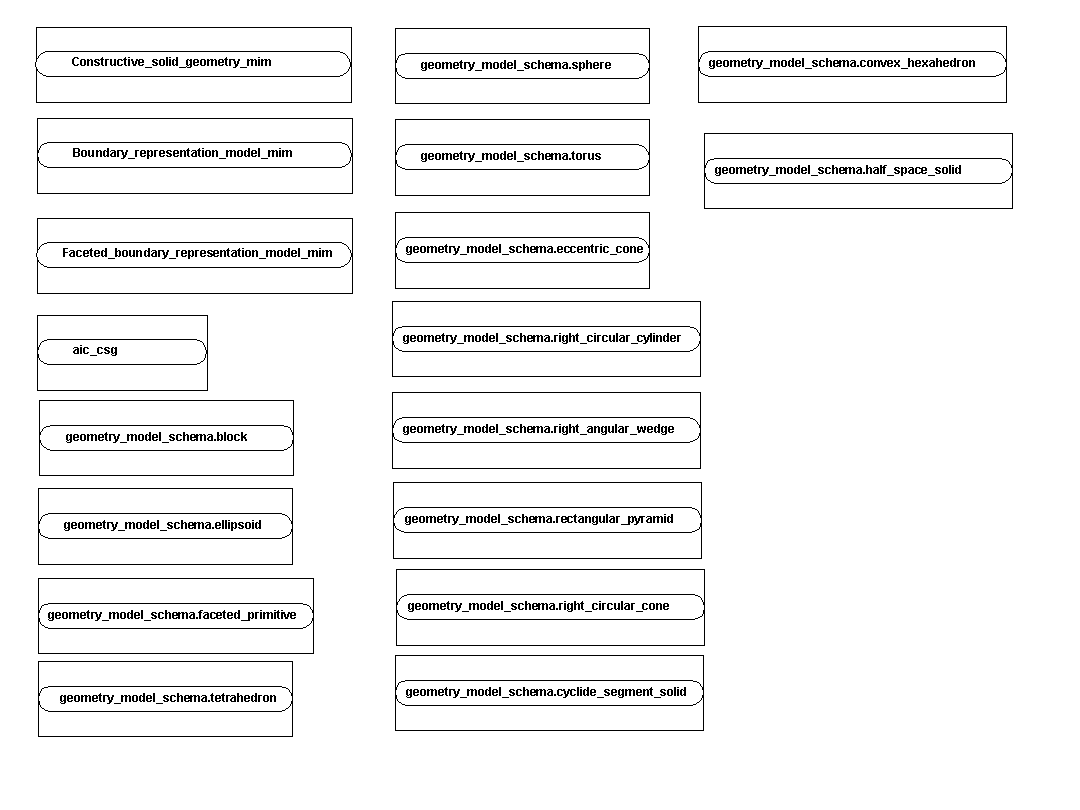 Constructive_solid_geometry_mim
Boundary_representation_model_mim
Faceted_boundary_representation_model_mim
aic_csg
geometry_model_schema.block
geometry_model_schema.ellipsoid
geometry_model_schema.faceted_primitive
geometry_model_schema.tetrahedron
geometry_model_schema.sphere
geometry_model_schema.torus
geometry_model_schema.eccentric_cone
geometry_model_schema.right_circular_cylinder
geometry_model_schema.right_angular_wedge
geometry_model_schema.rectangular_pyramid
geometry_model_schema.right_circular_cone
geometry_model_schema.cyclide_segment_solid
geometry_model_schema.convex_hexahedron
geometry_model_schema.half_space_solid